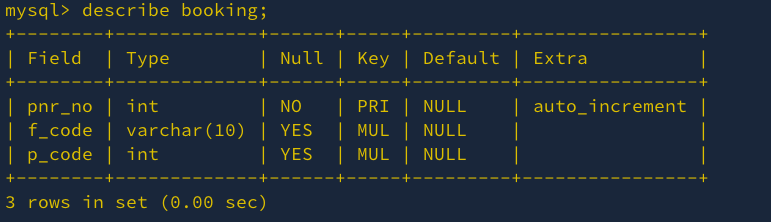 mysql> describe booking;
+--------+-------------+------+-----+---------+----------------+
| Field  | Type        | Null | Key | Default | Extra          |
+--------+-------------+------+-----+---------+----------------+
| pnr_no | int         | NO   | PRI | NULL    | auto_increment |
| f_code | varchar(10) | YES  | MUL | NULL    |                |
| p_code | int         | YES  | MUL | NULL    |                |
+--------+-------------+------+-----+---------+----------------+
3 rows in set (0.00 sec)